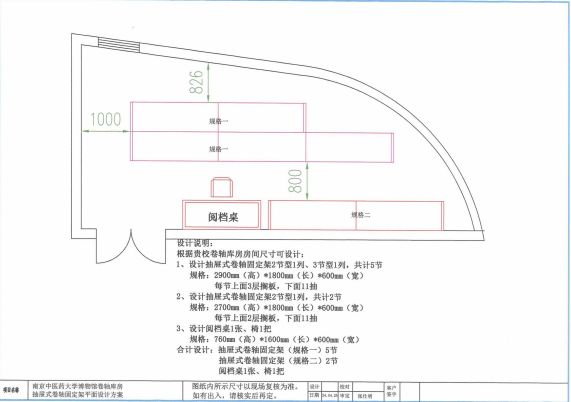 826
1000
规格一
规格一
800
阅档桌
规格二
设计说明:
根据贵校卷轴库房房间尺寸可设计:
1、设计抽屉式卷轴固定架2节型1列、3节型1列,共计5节
规格:2900mm(高)*1800mm(长)*600mm(宽)
每节上面3层搁板,下面11抽
2、设计抽屉式卷轴固定架2节型1列,共计2节
规格:2700mm(高)*1800mm(长)*600mm(宽)
每节上面2层搁板,下面11抽
3、设计阅档桌1张、椅1把
规格:760mm(高)*1600mm(长)*600mm(宽)
合计设计:抽屉式卷轴固定架(规格一)5节
抽屉式卷轴固定架(规格二)2节
阅档桌1张、椅1把
项目名称
南京中医药大学博物馆卷轴库房
抽屉式卷轴固定架平面设计方案
图纸内所示尺寸以现场复核为准。
如有出入,请核实后再定。
设计
校对
日期
24.04.25
审定
客户
签字